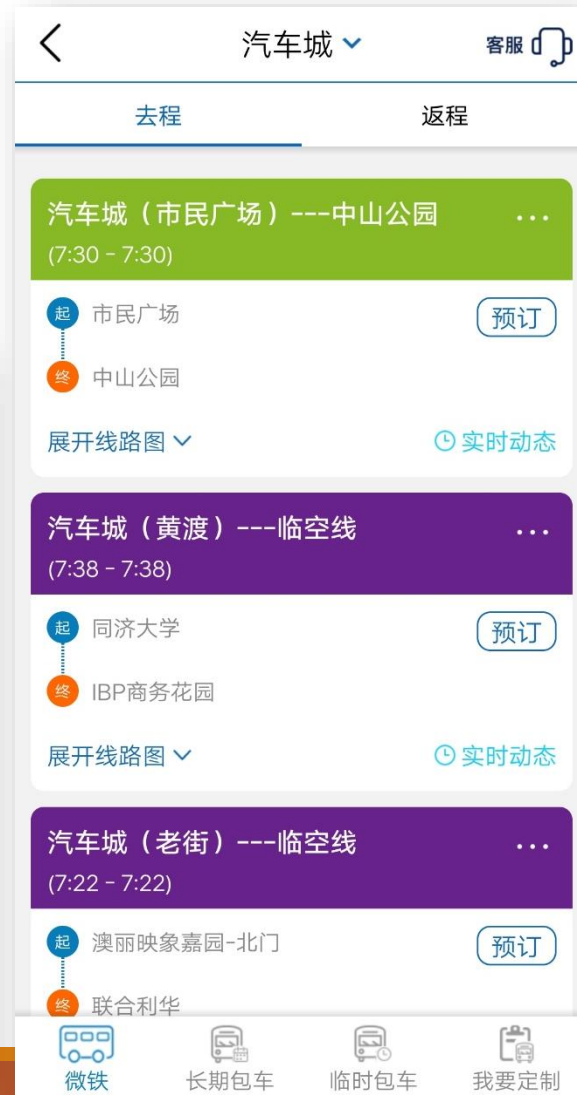 汽车城
客服
去程
返程
汽车城（市民广场）---中山公园 ...
(7:30 - 7:30)
起 市民广场
预订
终 中山公园
展开线路图
实时动态
汽车城（黄渡）---临空线 ...
(7:38 - 7:38)
起 同济大学
预订
终 IBP商务花园
展开线路图
实时动态
汽车城（老街）---临空线 ...
(7:22 - 7:22)
起 澳丽映象嘉园-北门
预订
终 联合利华
微铁
长期包车
临时包车
我要定制